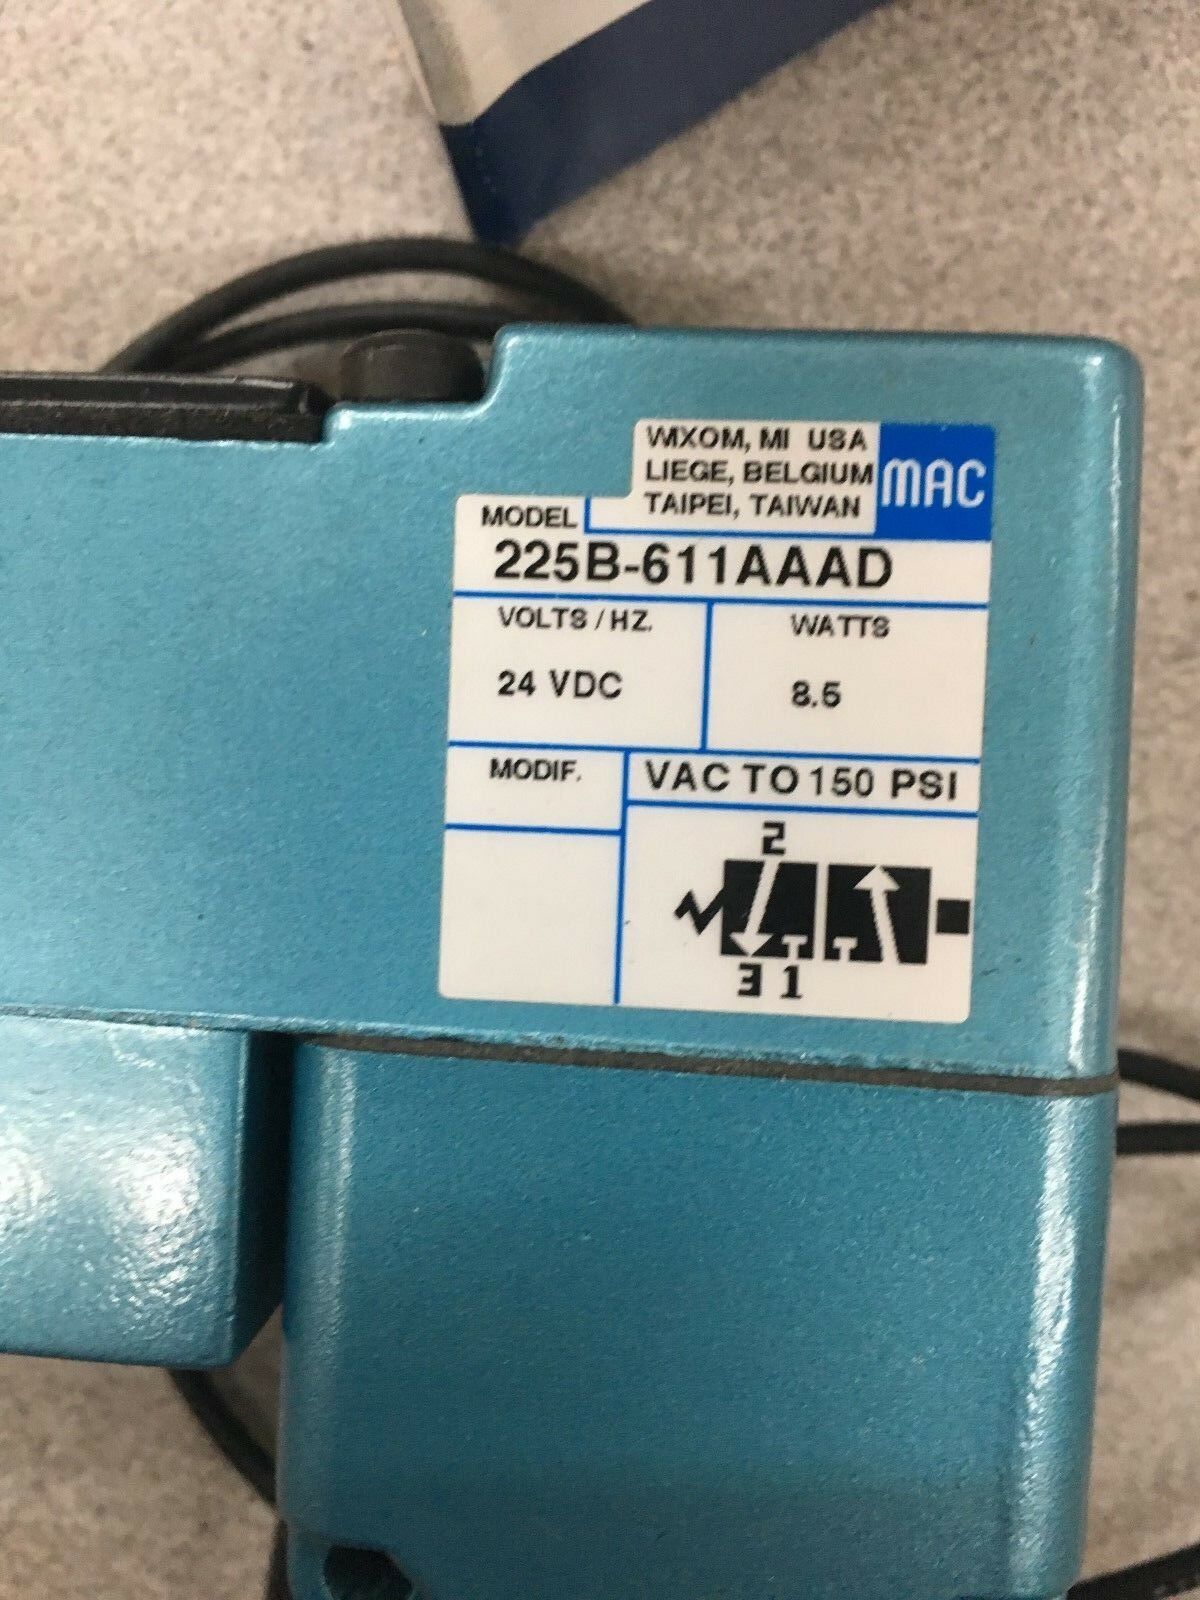 WIXOM, MI USA
LIEGE, BELGIUM
TAIPEI, TAIWAN
MAC
MODEL
225B-611AAAD
VOLTS / HZ.
WATTS
24 VDC
8.5
MODIF.
VAC TO 150 PSI
2
3 1